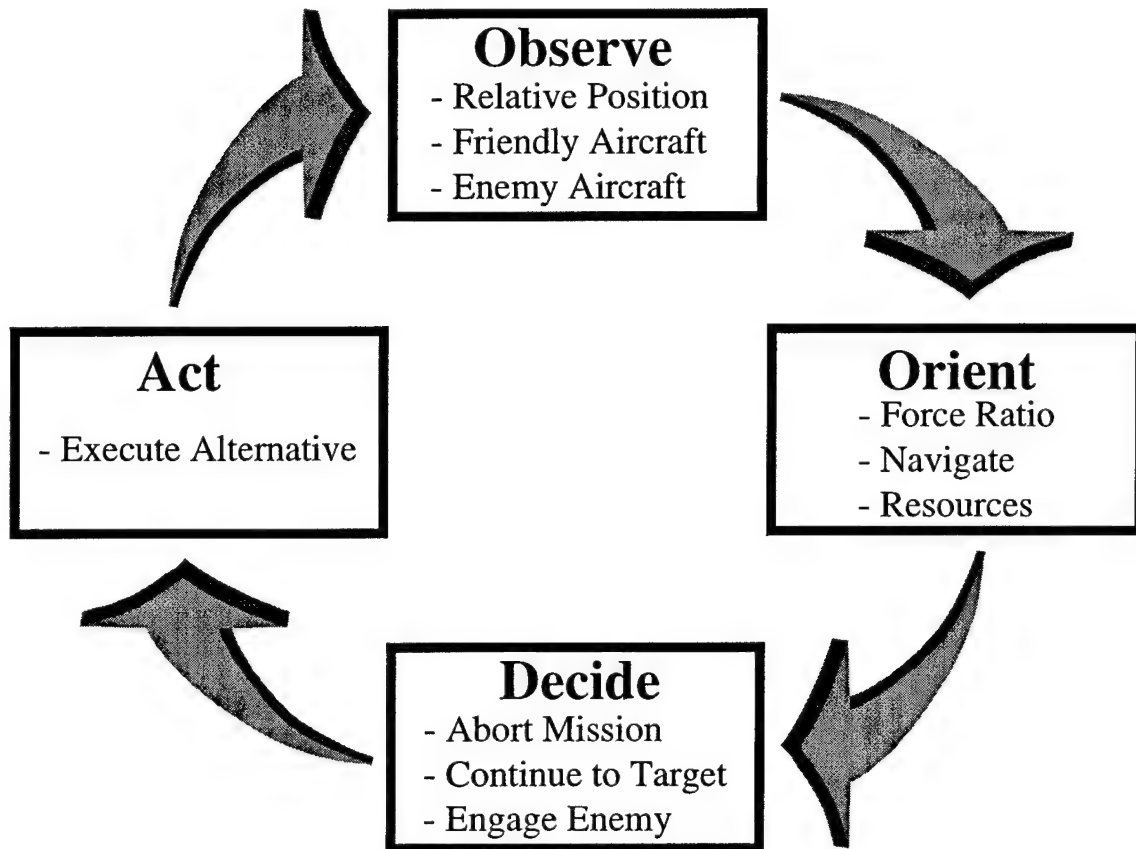 Observe
- Relative Position
- Friendly Aircraft
- Enemy Aircraft
Orient
- Force Ratio
- Navigate
- Resources
Decide
- Abort Mission
- Continue to Target
- Engage Enemy
Act
- Execute Alternative